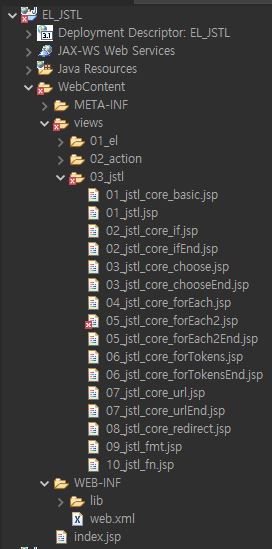 EL_JSTL
Deployment Descriptor: EL_JSTL
JAX-WS Web Services
Java Resources
WebContent
META-INF
views
01_el
02_action
03_jstl
01_jstl_core_basic.jsp
01_jstl.jsp
02_jstl_core_if.jsp
02_jstl_core_ifEnd.jsp
03_jstl_core_choose.jsp
03_jstl_core_chooseEnd.jsp
04_jstl_core_forEach.jsp
05_jstl_core_forEach2.jsp
05_jstl_core_forEach2End.jsp
06_jstl_core_forTokens.jsp
06_jstl_core_forTokensEnd.jsp
07_jstl_core_url.jsp
07_jstl_core_urlEnd.jsp
08_jstl_core_redirect.jsp
09_jstl_fmt.jsp
10_jstl_fn.jsp
WEB-INF
lib
web.xml
index.jsp